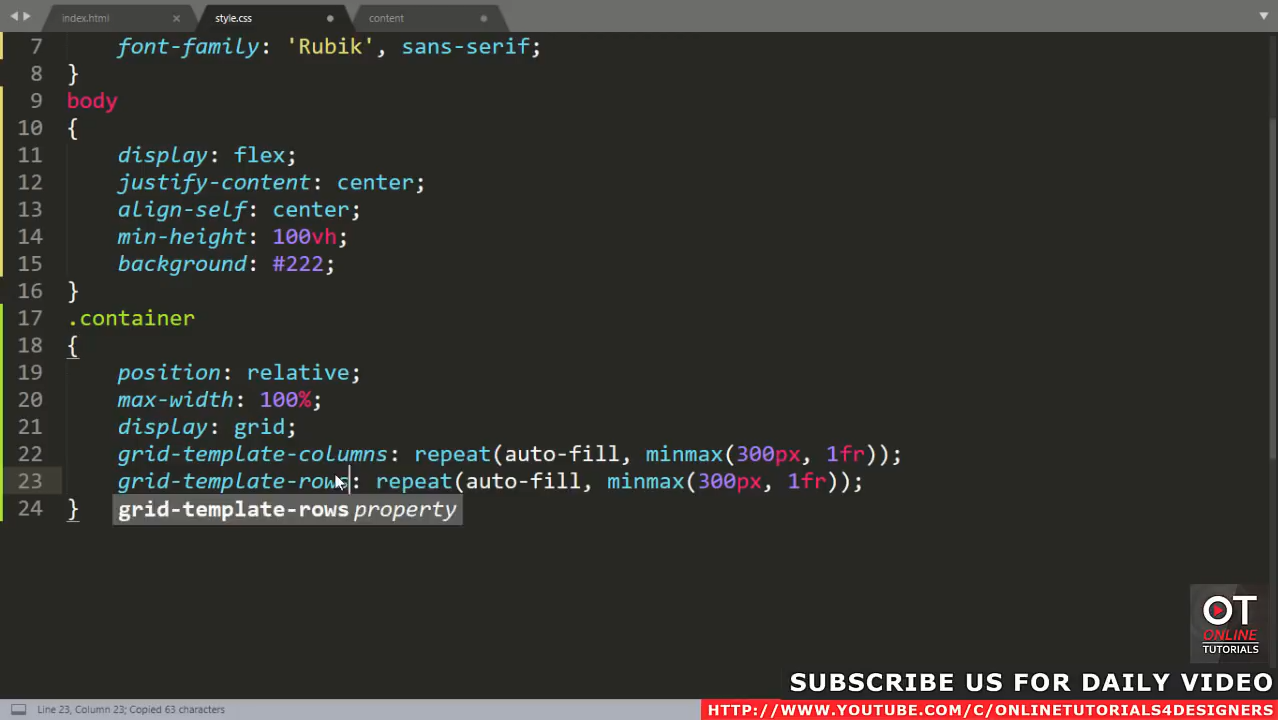 index.html
style.css
content
7 font-family: 'Rubik', sans-serif;
8 }
9 body
10 {
11 display: flex;
12 justify-content: center;
13 align-self: center;
14 min-height: 100vh;
15 background: #222;
16 }
17 .container
18 {
19 position: relative;
20 max-width: 100%;
21 display: grid;
22 grid-template-columns: repeat(auto-fill, minmax(300px, 1fr));
23 grid-template-rows: repeat(auto-fill, minmax(300px, 1fr));
grid-template-rows property
24 }
OT
ONLINE
TUTORIALS
SUBSCRIBE US FOR DAILY VIDEO
Line 23, Column 23; Copied 63 characters
HTTP://WWW.YOUTUBE.COM/C/ONLINETUTORIALS4DESIGNERS